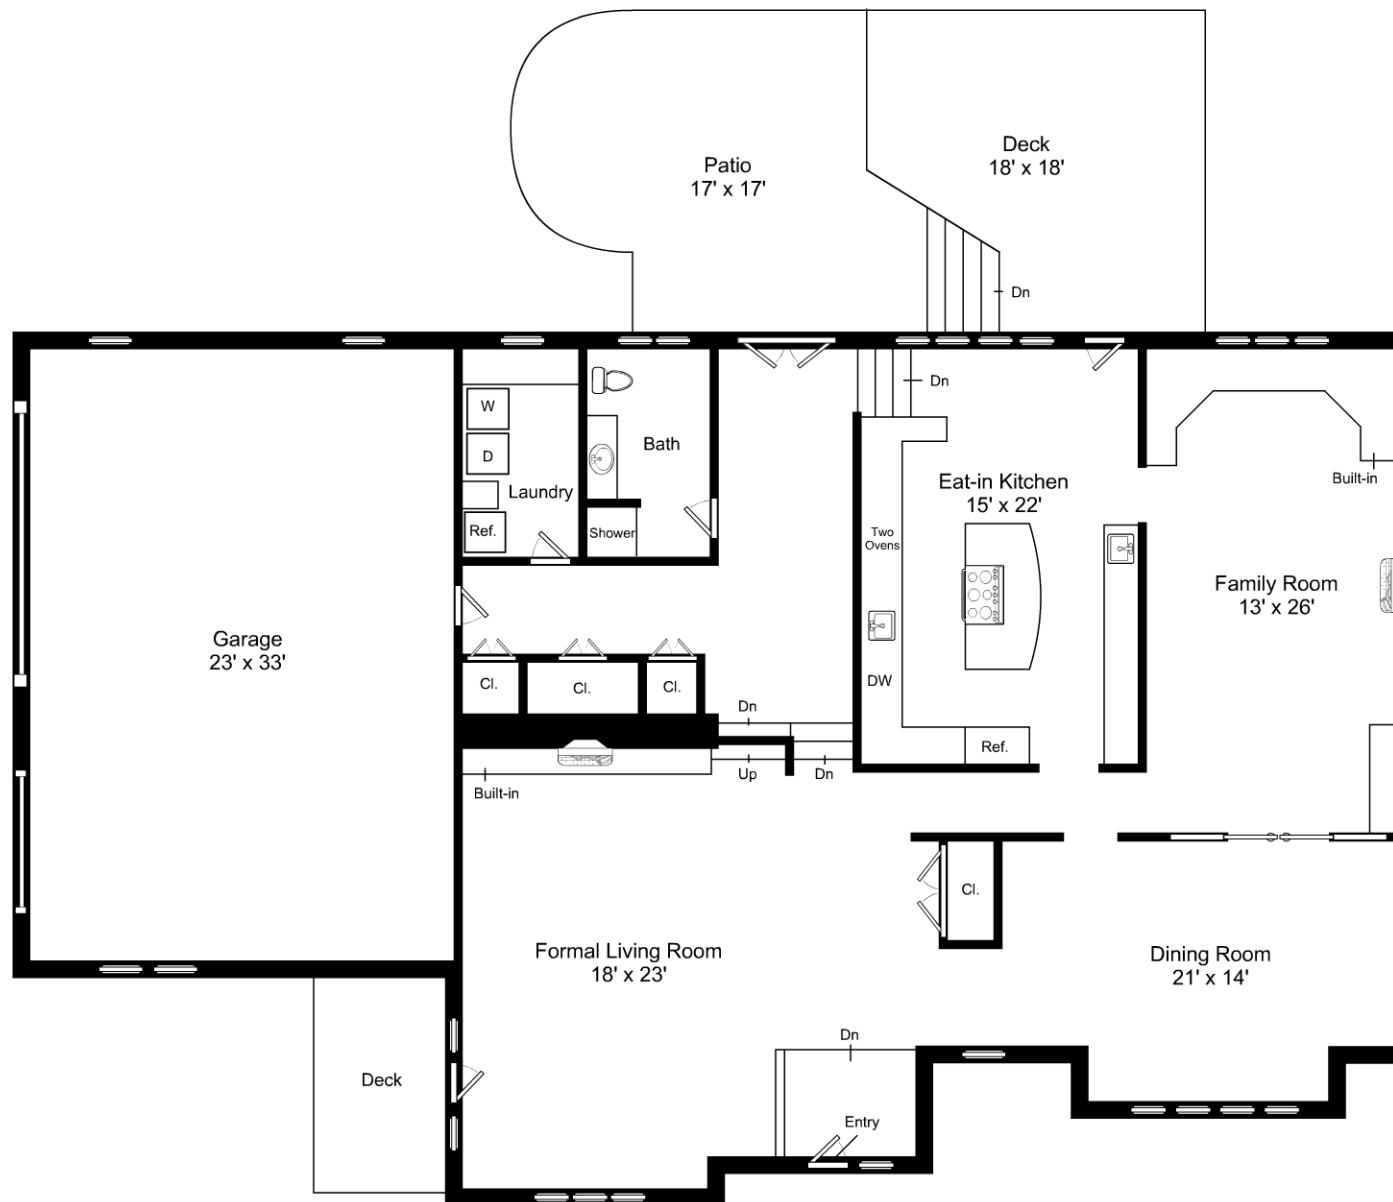 Deck
18' x 18'
Patio
17' x 17'
Dn
Dn
W
D
Laundry
Ref.
Bath
Shower
Eat-in Kitchen
15' x 22'
Two
Ovens
DW
Ref.
Built-in
Family Room
13' x 26'
Garage
23' x 33'
Cl.
Cl.
Cl.
Dn
Up
Dn
Built-in
Cl.
Formal Living Room
18' x 23'
Dining Room
21' x 14'
Deck
Dn
Entry